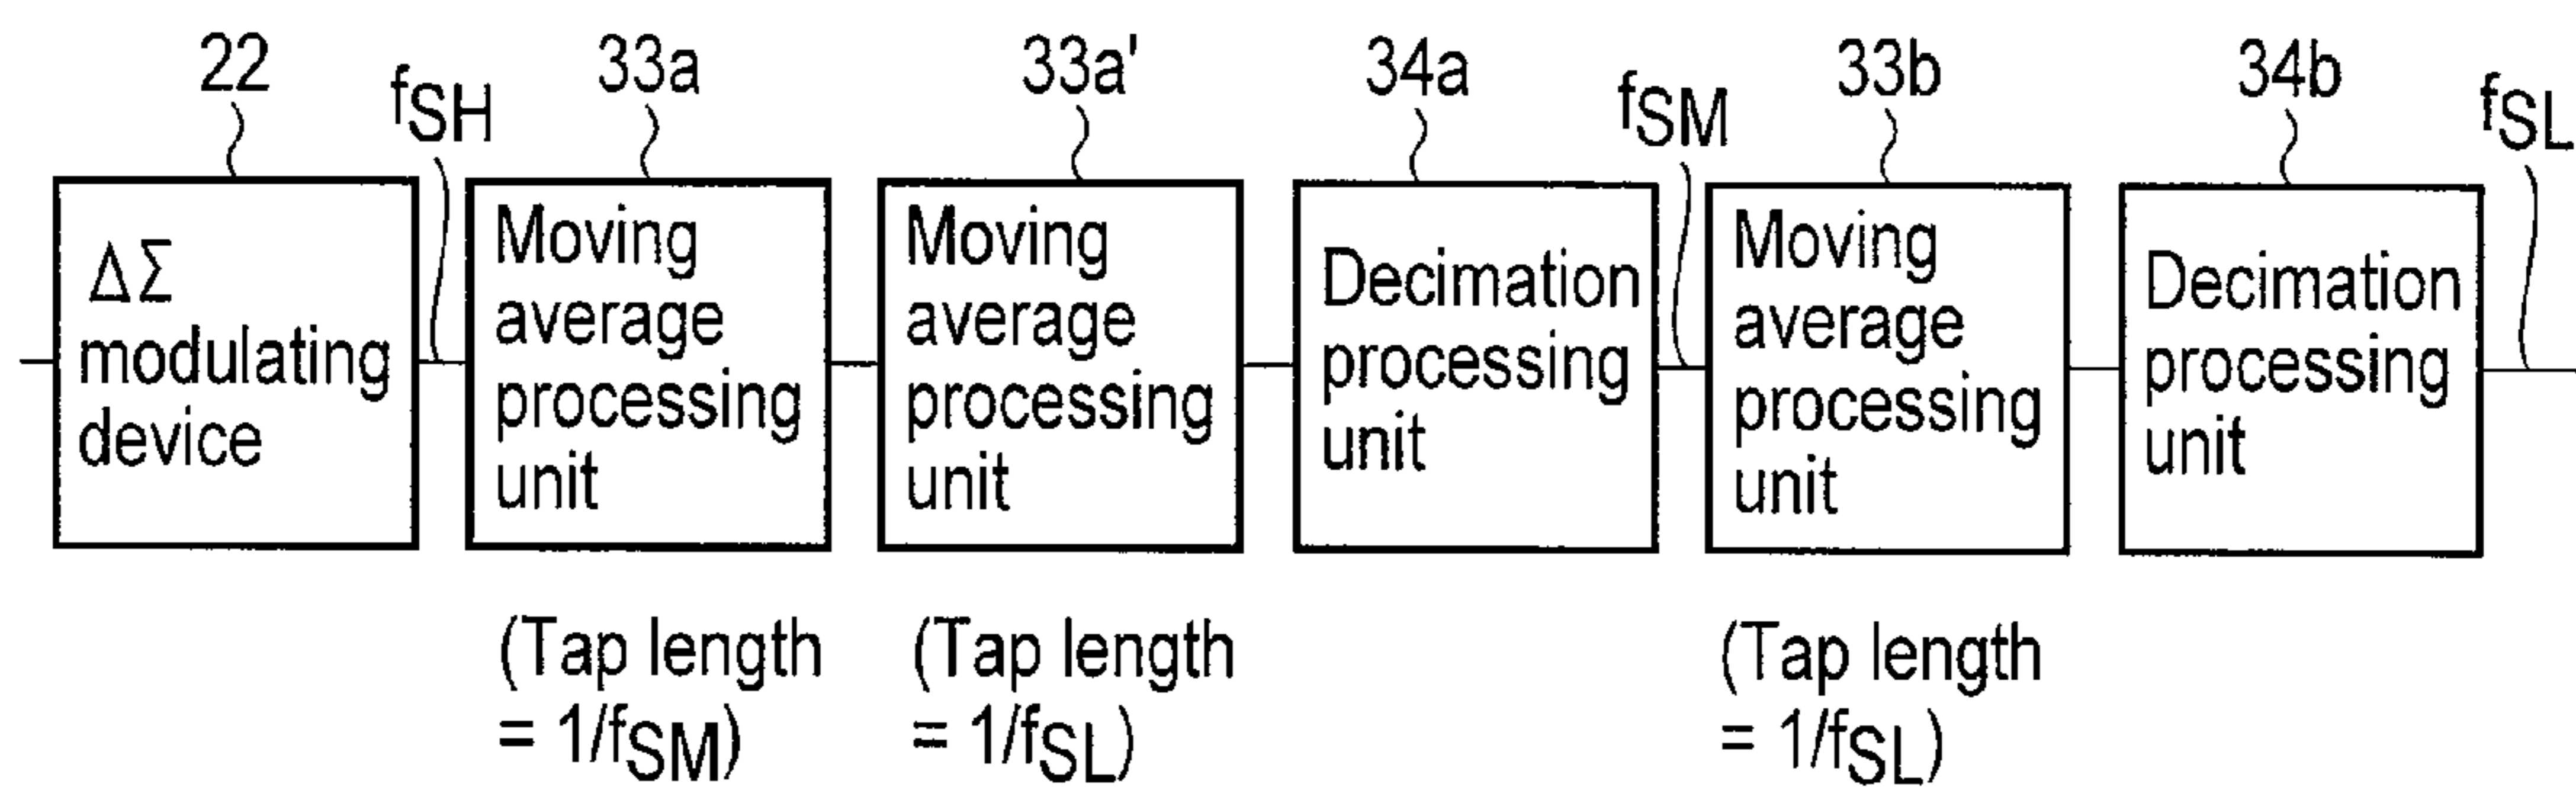 22
fSH
33a
33a'
34a
fSM
33b
34b
fSL
ΔΣ
modulating
device
Moving
average
processing
unit
Moving
average
processing
unit
Decimation
processing
unit
Moving
average
processing
unit
Decimation
processing
unit
(Tap length
= 1/fSM)
(Tap length
= 1/fSL)
(Tap length
= 1/fSL)